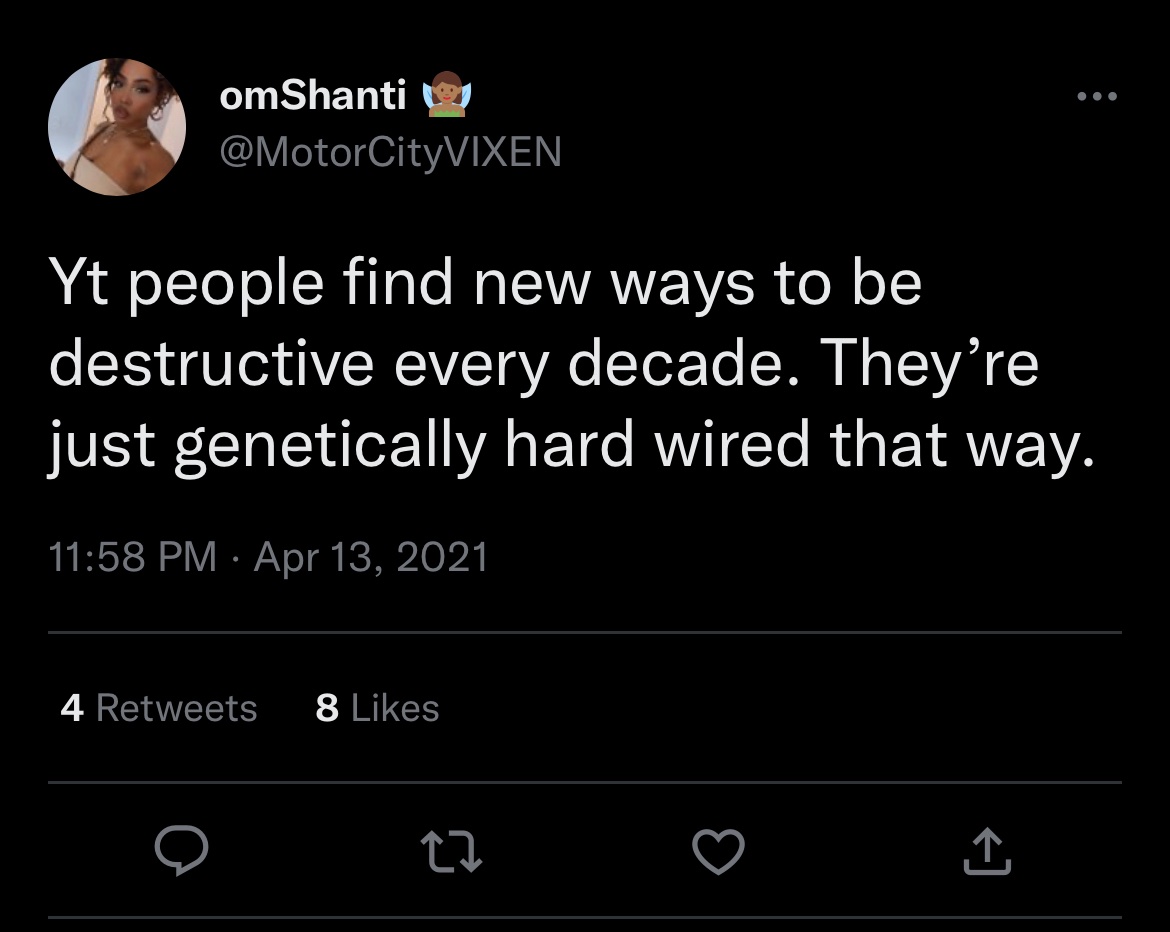 omShanti 🧚🏽‍♀️
@MotorCityVIXEN
Yt people find new ways to be
destructive every decade. They’re
just genetically hard wired that way.
11:58 PM · Apr 13, 2021
4 Retweets 8 Likes